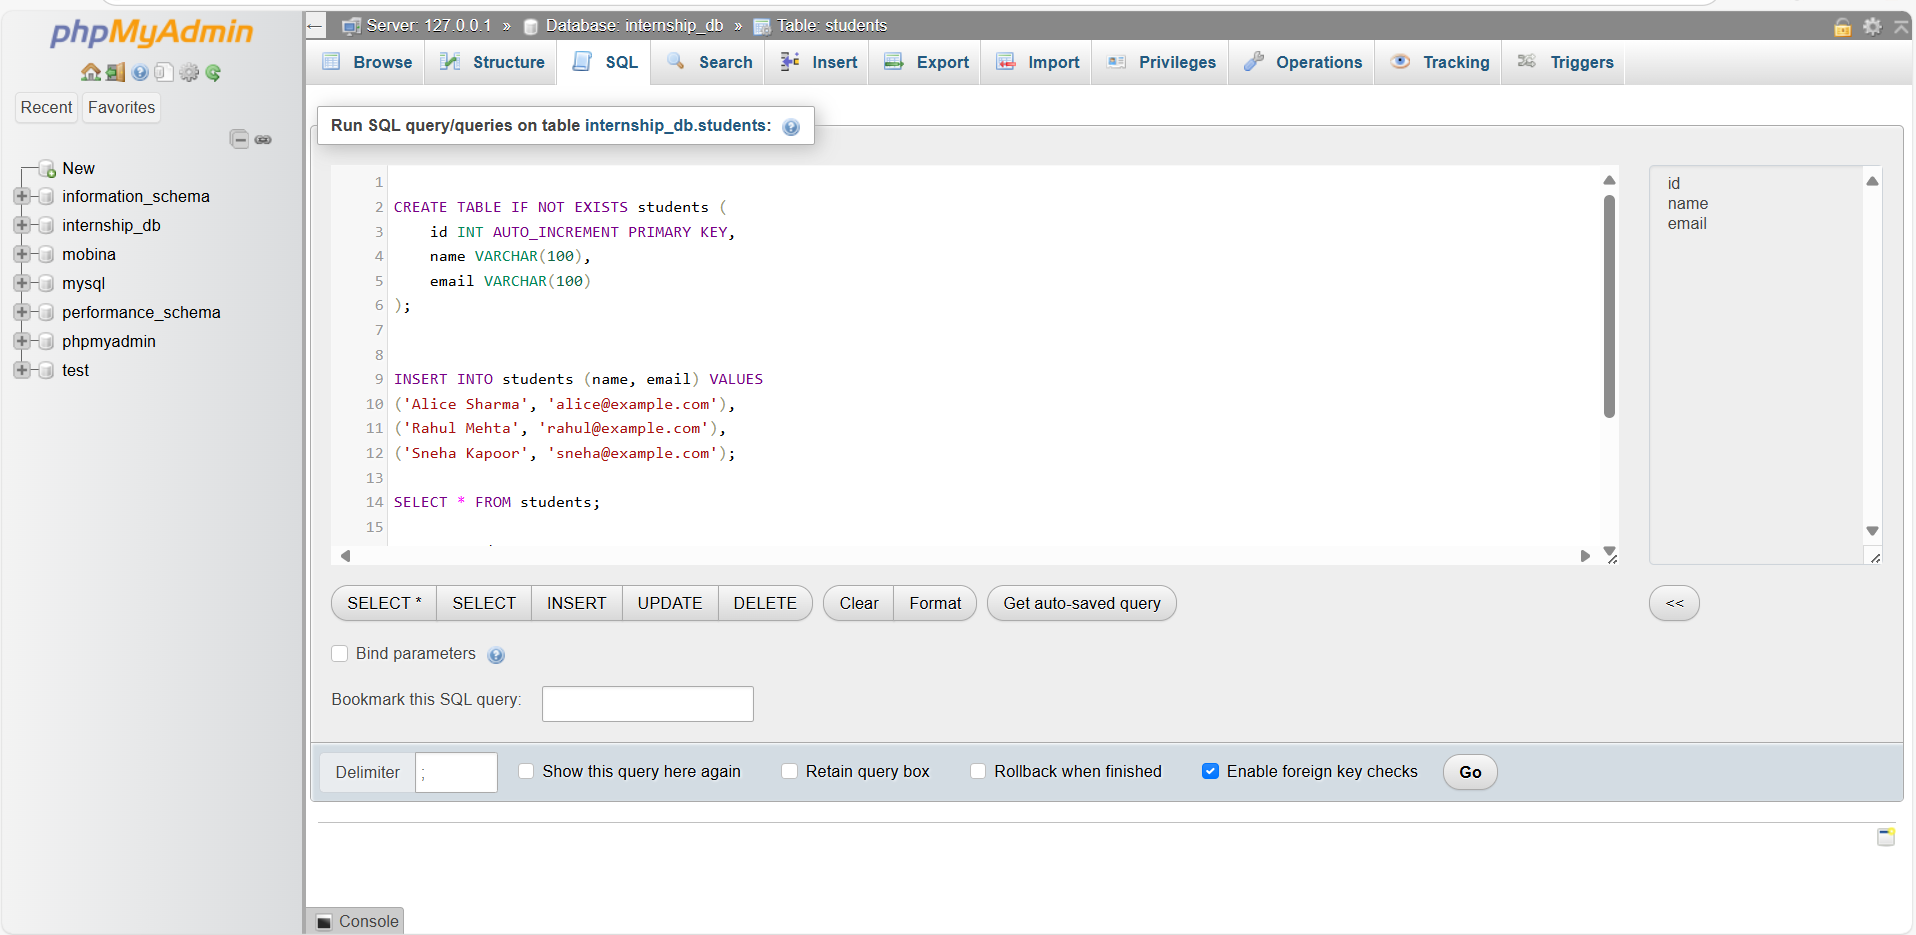 phpMyAdmin
Recent Favorites
New
information_schema
internship_db
mobina
mysql
performance_schema
phpmyadmin
test
Server: 127.0.0.1 » Database: internship_db » Table: students
Browse Structure SQL Search Insert Export Import Privileges Operations Tracking Triggers
Run SQL query/queries on table internship_db.students:
1
2 CREATE TABLE IF NOT EXISTS students (
3     id INT AUTO_INCREMENT PRIMARY KEY,
4     name VARCHAR(100),
5     email VARCHAR(100)
6 );
7
8
9 INSERT INTO students (name, email) VALUES
10 ('Alice Sharma', 'alice@example.com'),
11 ('Rahul Mehta', 'rahul@example.com'),
12 ('Sneha Kapoor', 'sneha@example.com');
13
14 SELECT * FROM students;
15
id
name
email
SELECT * SELECT INSERT UPDATE DELETE Clear Format Get auto-saved query <<
Bind parameters
Bookmark this SQL query:
Delimiter ; Show this query here again Retain query box Rollback when finished Enable foreign key checks Go
Console